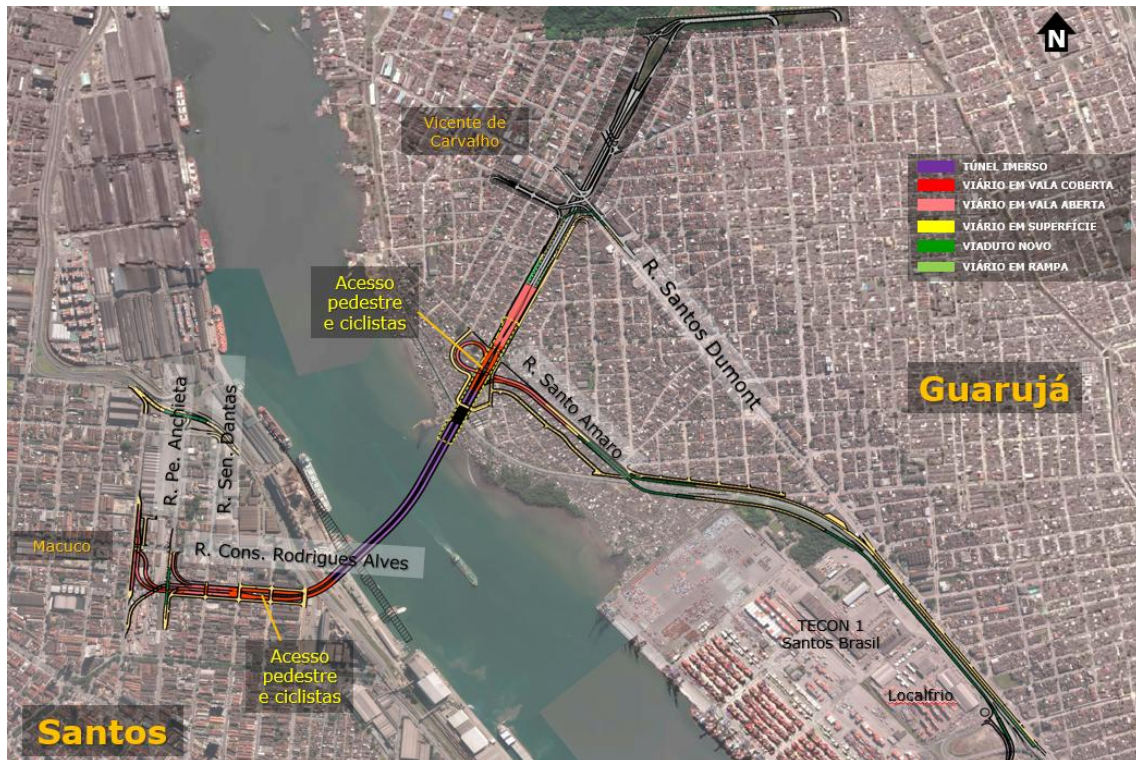 N
Vicente de
Carvalho
TÚNEL IMERSO
VIÁRIO EM VALA COBERTA
VIÁRIO EM VALA ABERTA
VIÁRIO EM SUPERFÍCIE
VIADUTO NOVO
VIÁRIO EM RAMPA
Acesso
pedestre
e ciclistas
R. Santos Dumont
R. Santo Amaro
Guarujá
R. Pe. Anchieta
R. Sen. Dantas
Macuco
R. Cons. Rodrigues Alves
TECON 1
Santos Brasil
Acesso
pedestre
e ciclistas
Localfrio
Santos